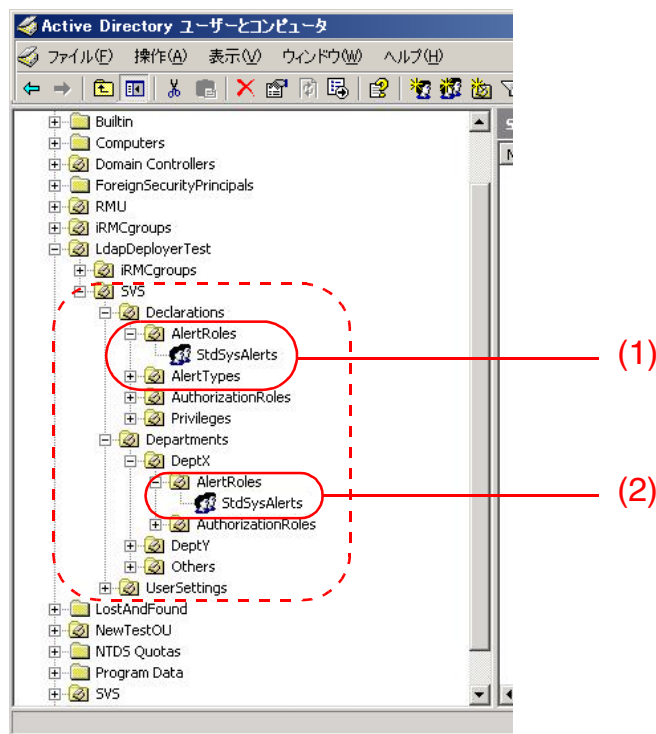 Active Directory ユーザーとコンピュータ
ファイル(F) 操作(A) 表示(V) ウィンドウ(W) ヘルプ(H)
Builtin
Computers
Domain Controllers
ForeignSecurityPrincipals
RMU
iRMCgroups
LdapDeployerTest
iRMCgroups
SVS
Declarations
AlertRoles
StdSysAlerts
(1)
AlertTypes
AuthorizationRoles
Privileges
Departments
DeptX
AlertRoles
StdSysAlerts
(2)
AuthorizationRoles
DeptY
Others
UserSettings
LostAndFound
NewTestOU
NTDS Quotas
Program Data
SVS